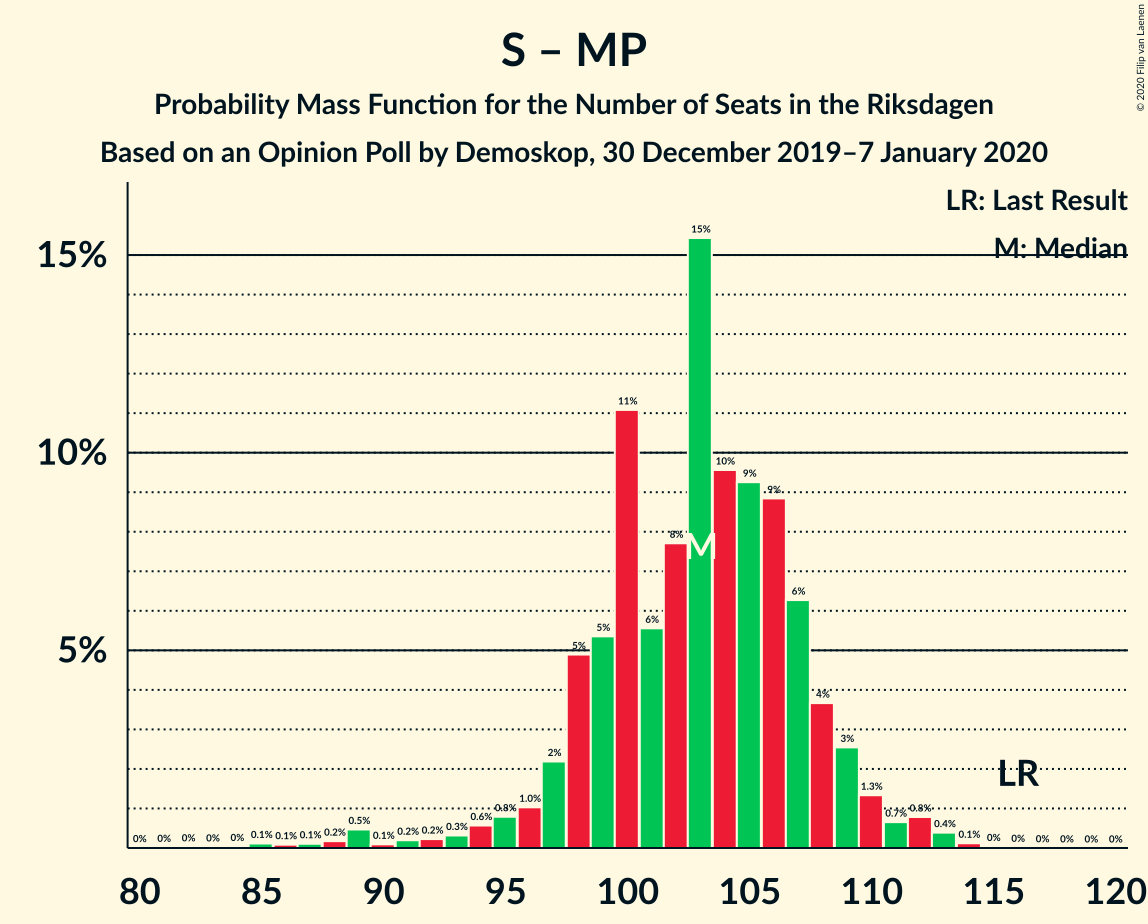 © 2020 Filip van Laenen
S – MP
Probability Mass Function for the Number of Seats in the Riksdagen
Based on an Opinion Poll by Demoskop, 30 December 2019–7 January 2020
LR: Last Result
M: Median
15%
10%
5%
0% 0% 0% 0% 0% 0.1% 0.1% 0.1% 0.2% 0.5% 0.1% 0.2% 0.2% 0.3% 0.6% 0.8% 1.0% 2% 5% 5% 11% 6% 8% 15% 10% 9% 9% 6% 4% 3% 1.3% 0.7% 0.8% 0.4% 0.1% 0% 0% 0% 0% 0% 0%
M
LR
80 85 90 95 100 105 110 115 120